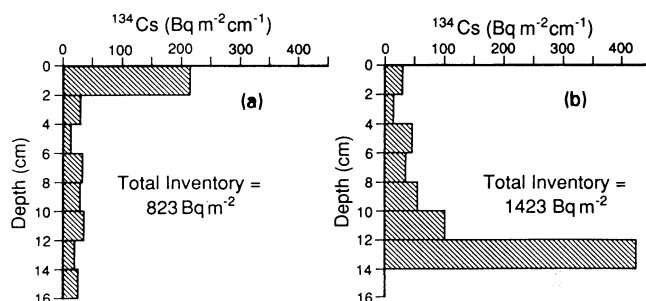 ¹³⁴Cs (Bq m⁻²cm⁻¹)
0 100 200 300 400
0
2
4
6
8
10
12
14
16
Depth (cm)
(a)
Total Inventory =
823 Bq m⁻²
¹³⁴Cs (Bq m⁻²cm⁻¹)
0 100 200 300 400
0
2
4
6
8
10
12
14
16
Depth (cm)
(b)
Total Inventory =
1423 Bq m⁻²